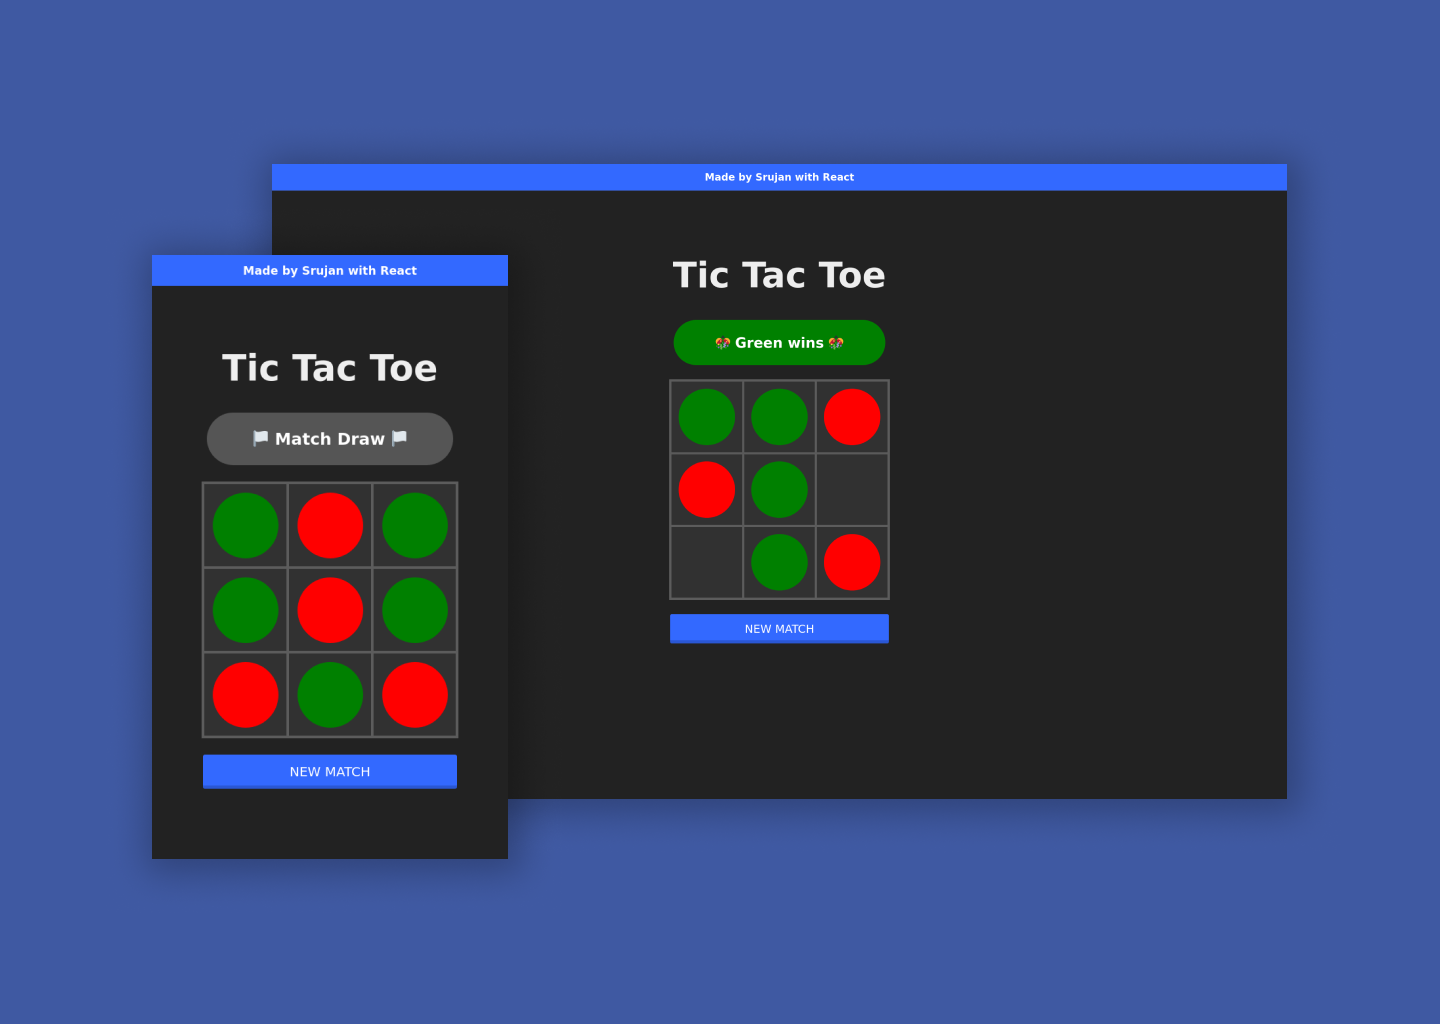 Made by Srujan with React
Tic Tac Toe
🎊 Green wins 🎊
NEW MATCH
Made by Srujan with React
Tic Tac Toe
🏳️ Match Draw 🏳️
NEW MATCH